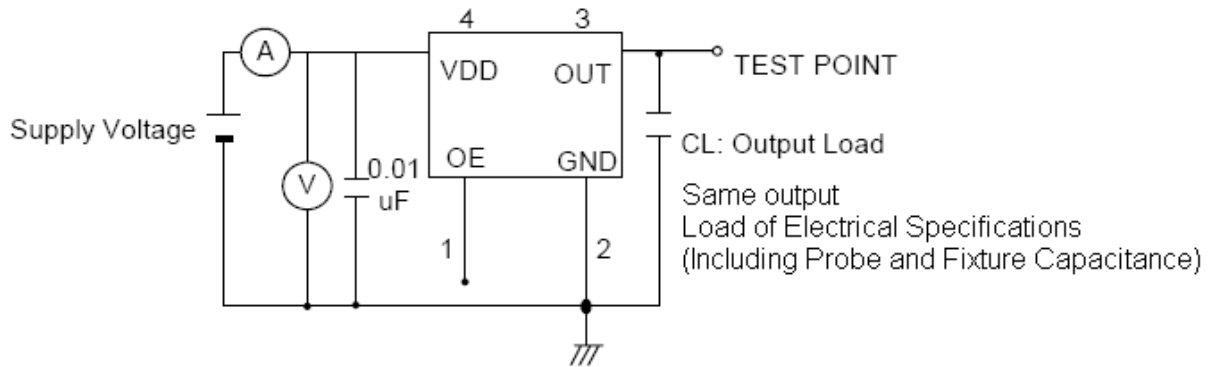 4
3
A
VDD
OUT
TEST POINT
Supply Voltage
CL: Output Load
OE
GND
V
0.01
uF
Same output
Load of Electrical Specifications
(Including Probe and Fixture Capacitance)
1
2